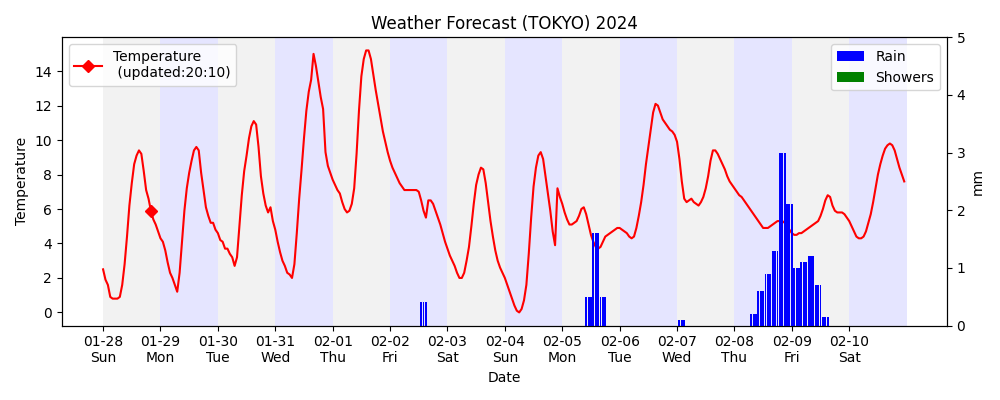 Weather Forecast (TOKYO) 2024
Temperature
(updated:20:10)
Rain
Showers
Temperature
14
12
10
8
6
4
2
0
5
4
3
2
1
0
mm
01-28 01-29 01-30 01-31 02-01 02-02 02-03 02-04 02-05 02-06 02-07 02-08 02-09 02-10
Sun Mon Tue Wed Thu Fri Sat Sun Mon Tue Wed Thu Fri Sat
Date